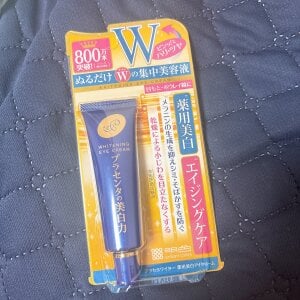 800万本
突破!!
W
ぬるだけ Wの集中美容液
薬用美白
エイジングケア
メラニンの生成を抑えシミ・そばかすを防ぐ
乾燥による小じわを目立たなくする
WHITENING
EYE CREAM
プラセンタの美白力